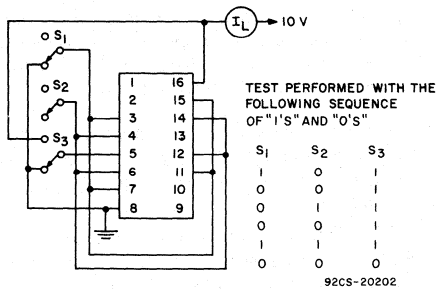 S1
IL 10 V
S2
S3
1 16
2 15
3 14
4 13
5 12
6 11
7 10
8 9
TEST PERFORMED WITH THE
FOLLOWING SEQUENCE
OF "1'S" AND "0'S"
S1 S2 S3
1 0 1
0 0 1
0 1 1
0 0 1
1 1 1
0 0 0
92CS-20202